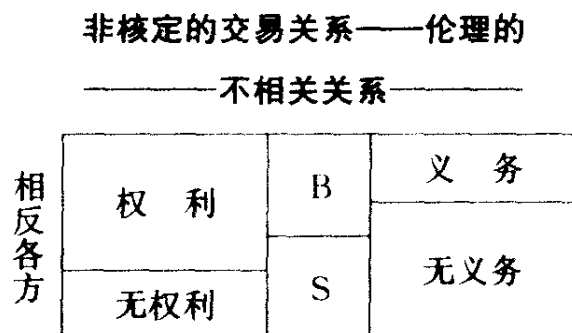 非核定的交易关系——伦理的
不相关关系
相反各方
权 利
B
义 务
无权利
S
无义务